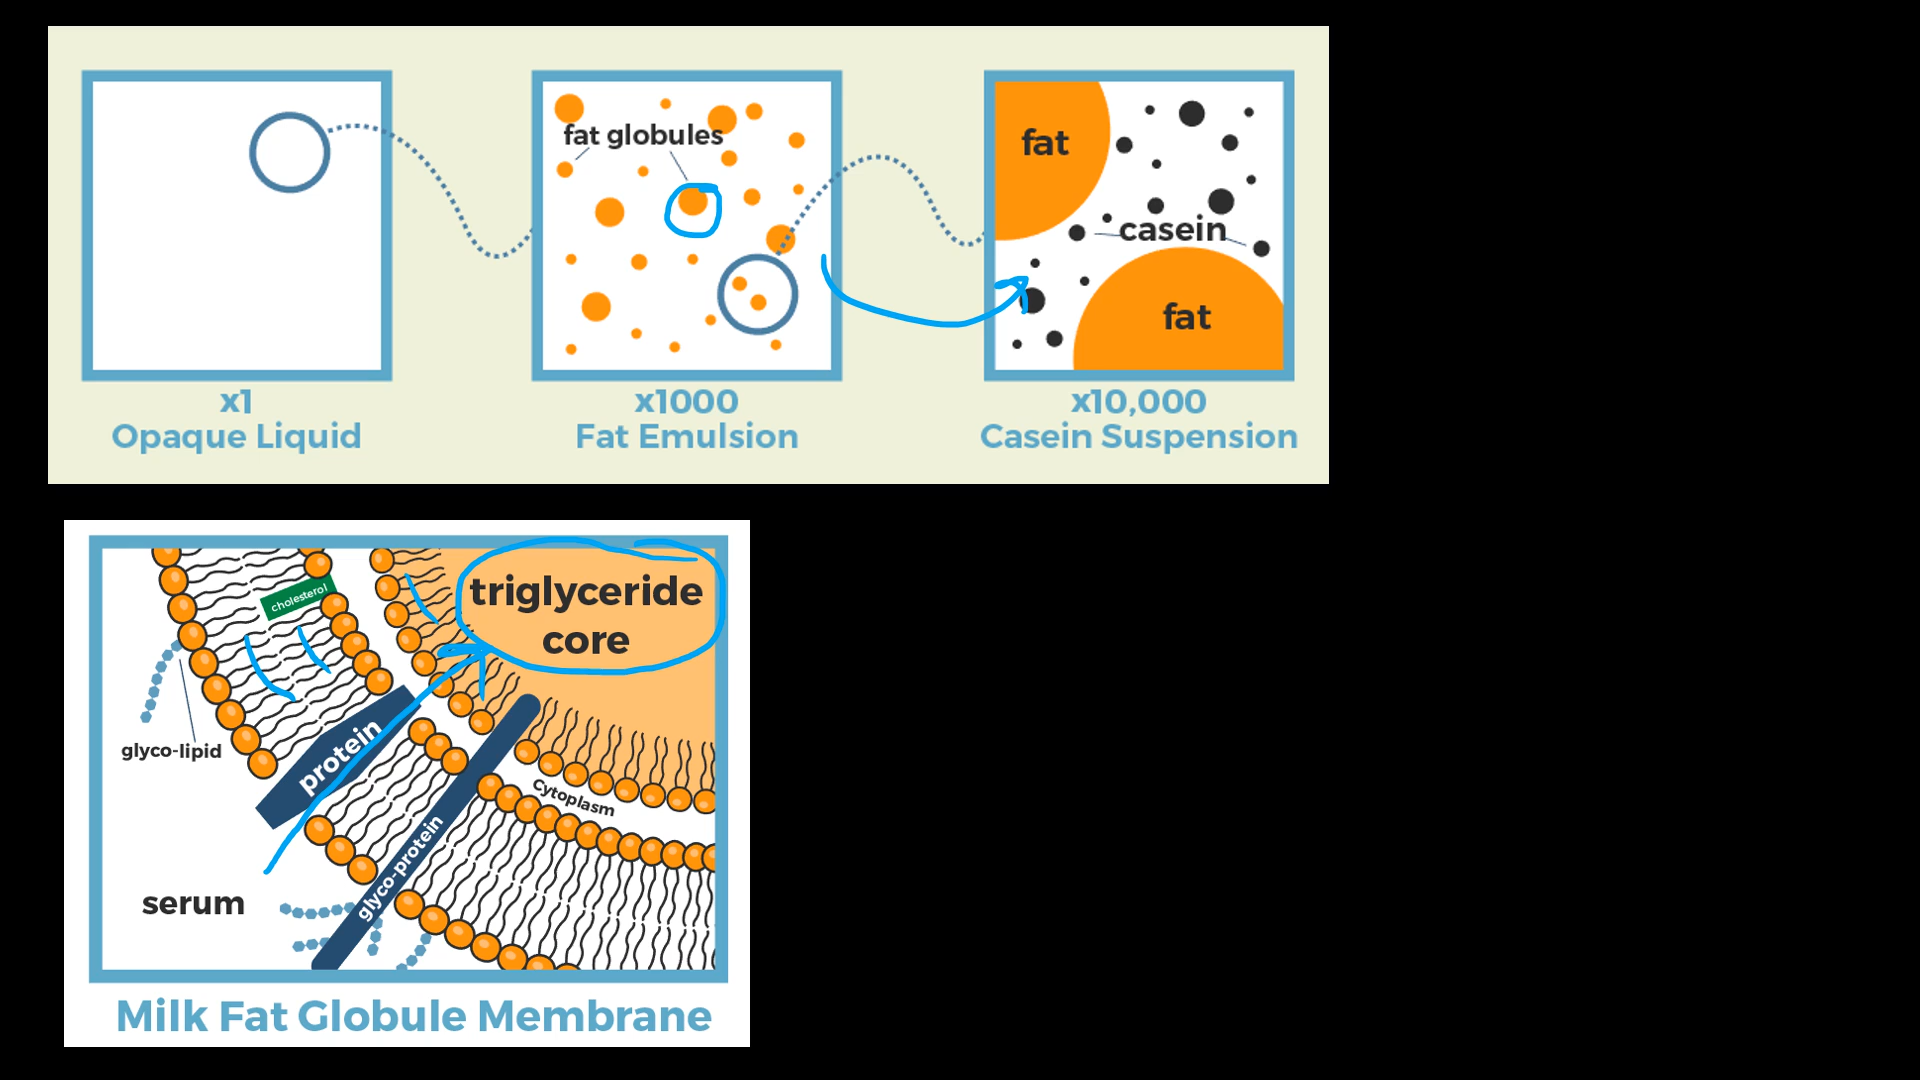 fat globules
fat
casein
fat
x1
Opaque Liquid
x1000
Fat Emulsion
x10,000
Casein Suspension
cholesterol
triglyceride
core
glyco-lipid
protein
Cytoplasm
glyco-protein
serum
Milk Fat Globule Membrane